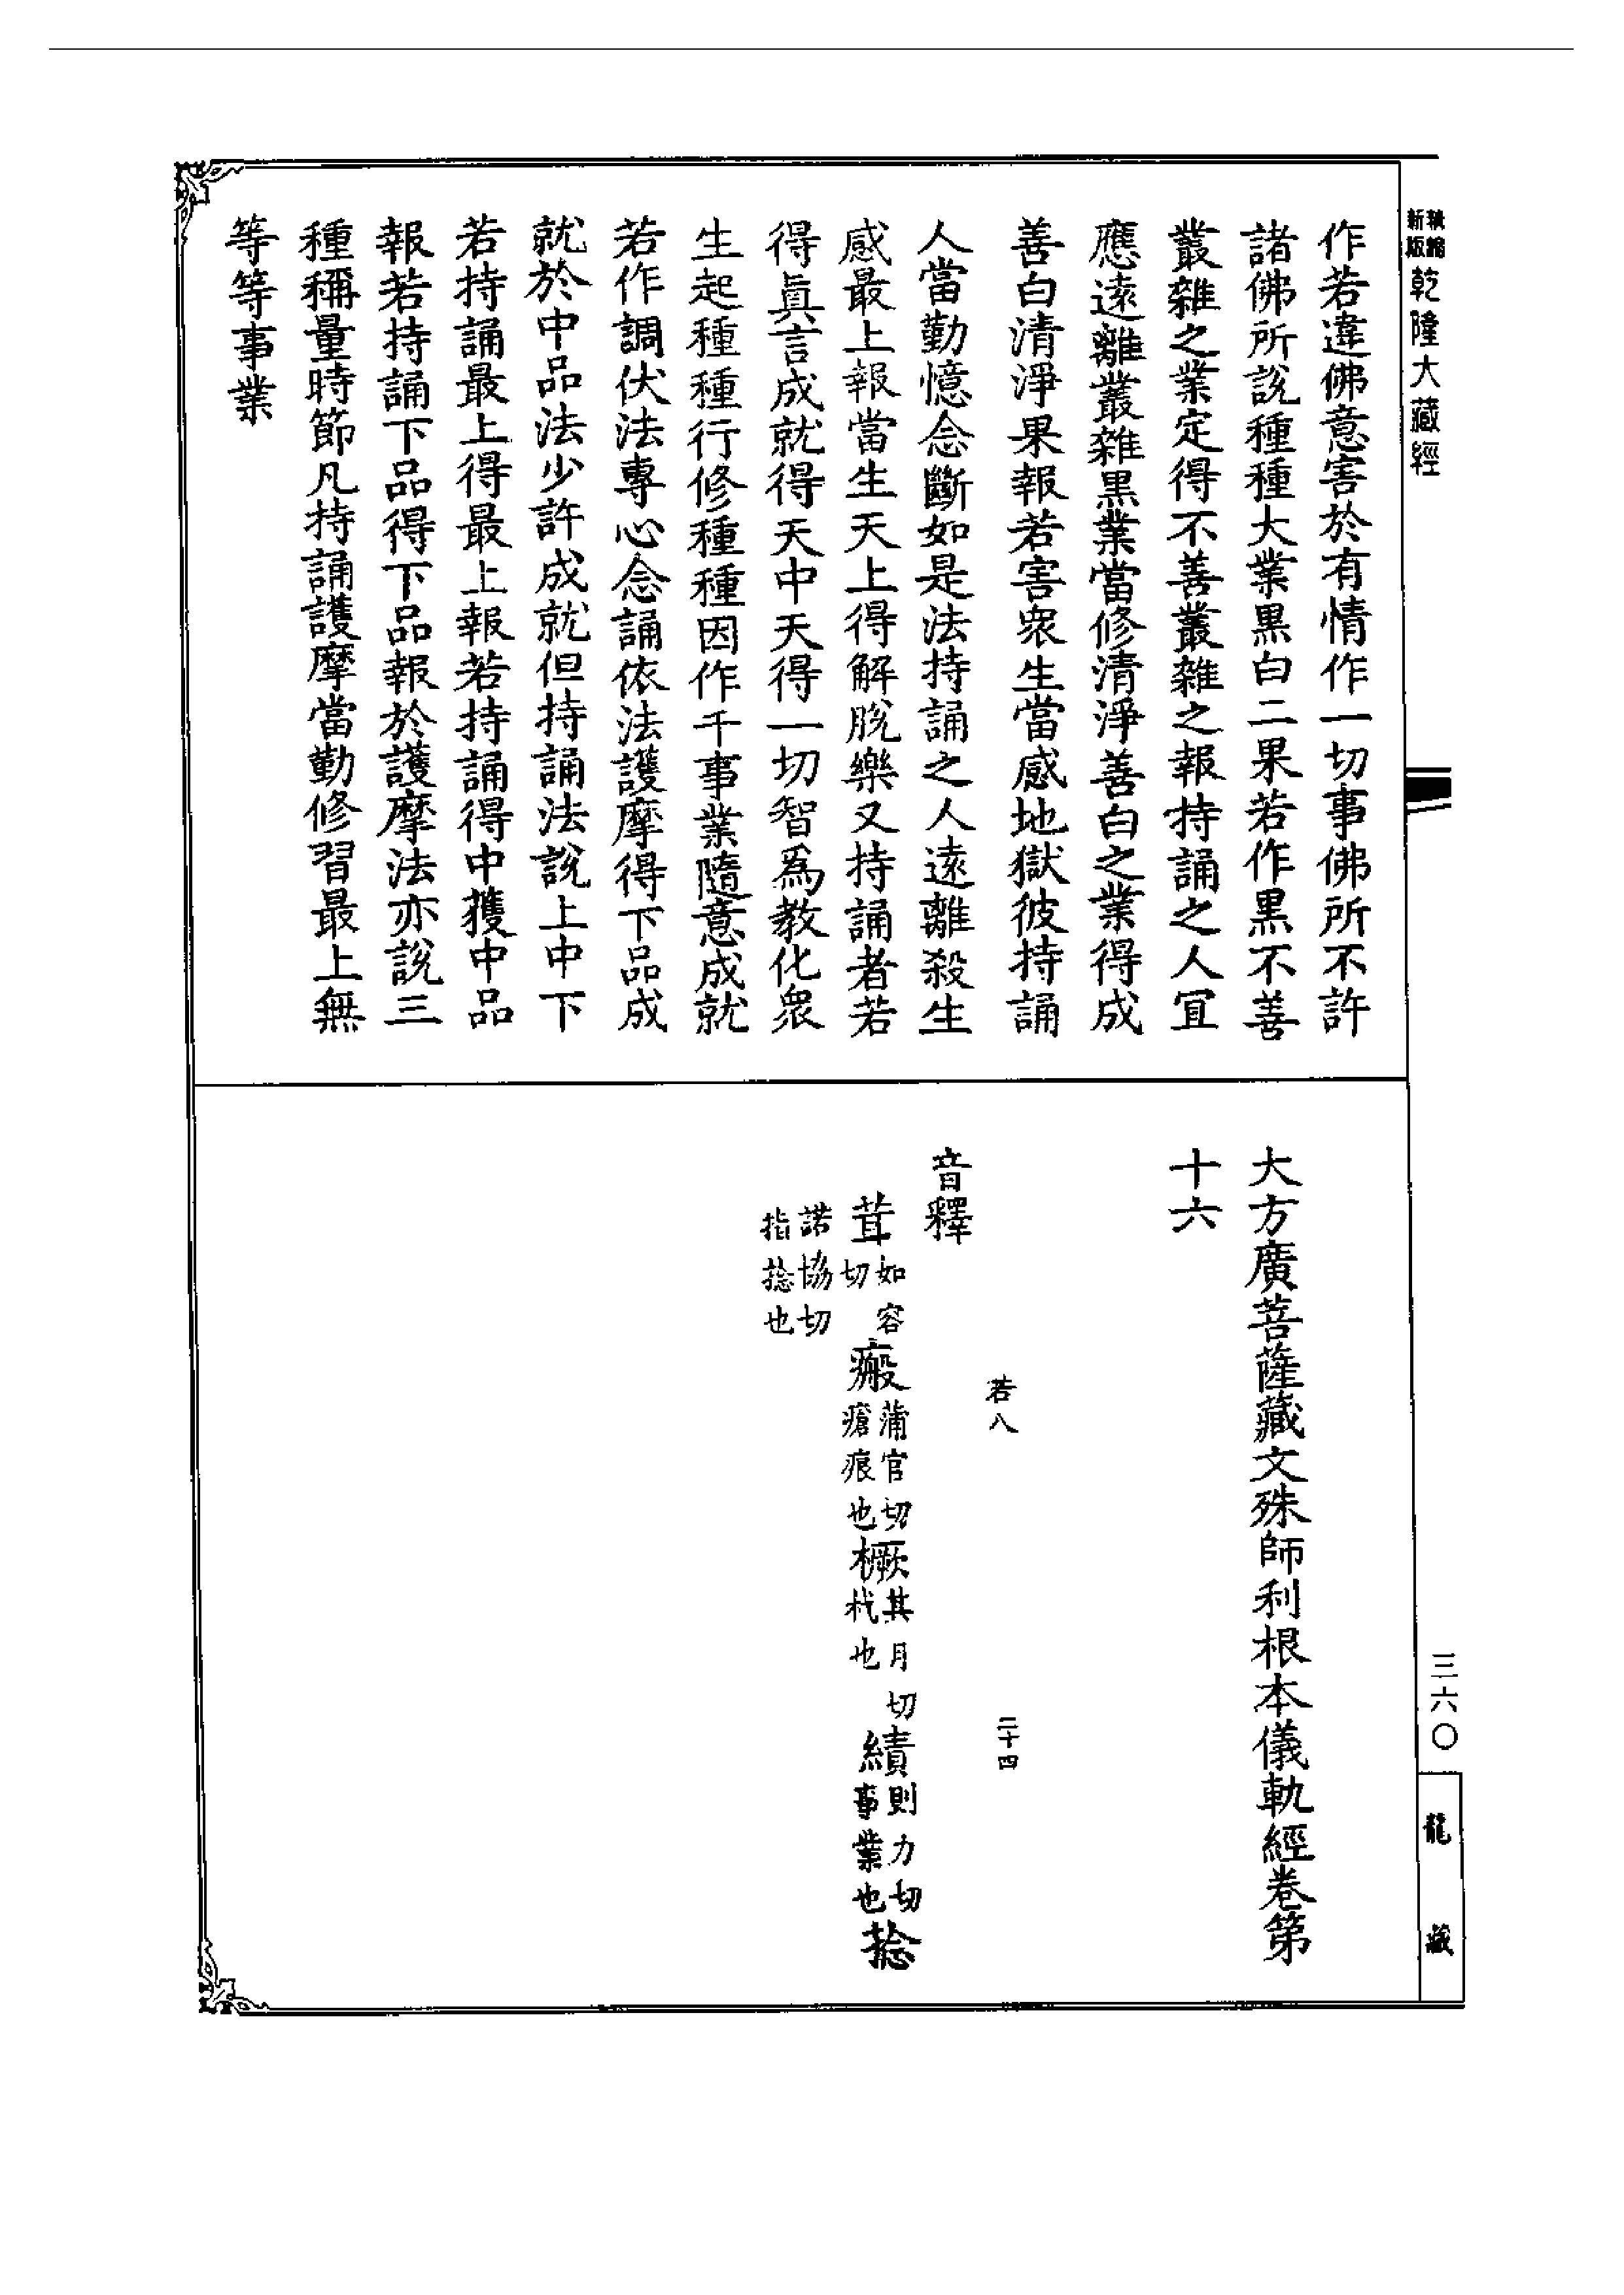 新版 乾隆大藏經
作若違佛意害於有情作一切事佛所不許
諸佛所說種種大業黑白二果若作黑不善
叢雜之業定得不善叢雜之報持誦之人宜
應遠離叢雜黑業當修清淨善白之業得成
善白清淨果報若害衆生當感地獄彼持誦
人當勤憶念斷如是法持誦之人遠離殺生
感最上報當生天上得解脫樂又持誦者若
得眞言成就得天中天得一切智爲教化衆
生起種種行修種種因作千事業隨意成就
若作調伏法專心念誦依法護摩得下品成
就於中品法少許成就但持誦法說上中下
若持誦最上得最上報若持誦得中獲中品
報若持誦下品得下品報於護摩法亦說三
種稱量時節凡持誦護摩當勤修習最上無
等等事業
大方廣菩薩藏文殊師利根本儀軌經卷第
十六
若八 二十四
音釋
茸如容切 瘢蒲官切瘡痕也 橛其月切杙也 績則力切事業也 捻
諾協切指捻也
三六〇
龍藏